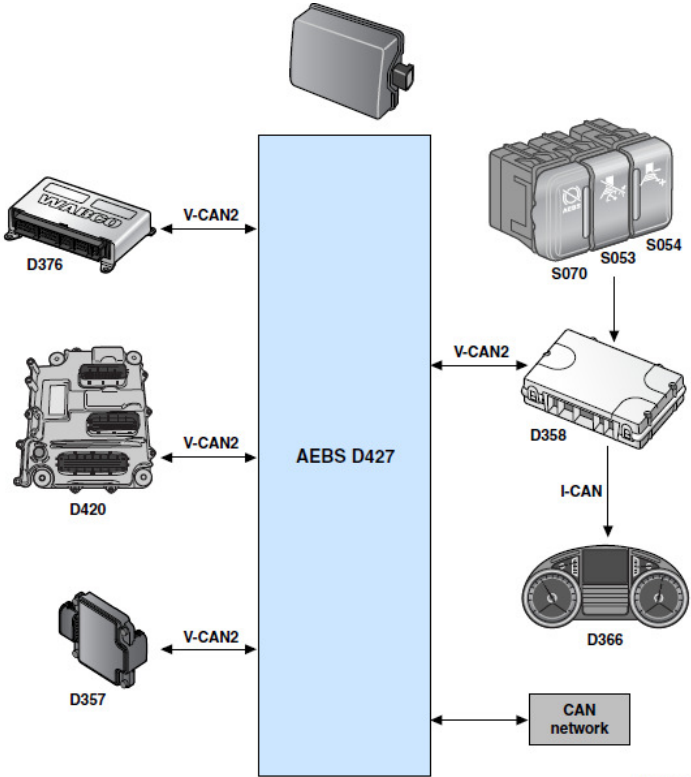 WABCO
D376
V-CAN2
AEBS
S070
S053
S054
V-CAN2
D358
D420
V-CAN2
AEBS D427
I-CAN
D366
D357
V-CAN2
CAN
network